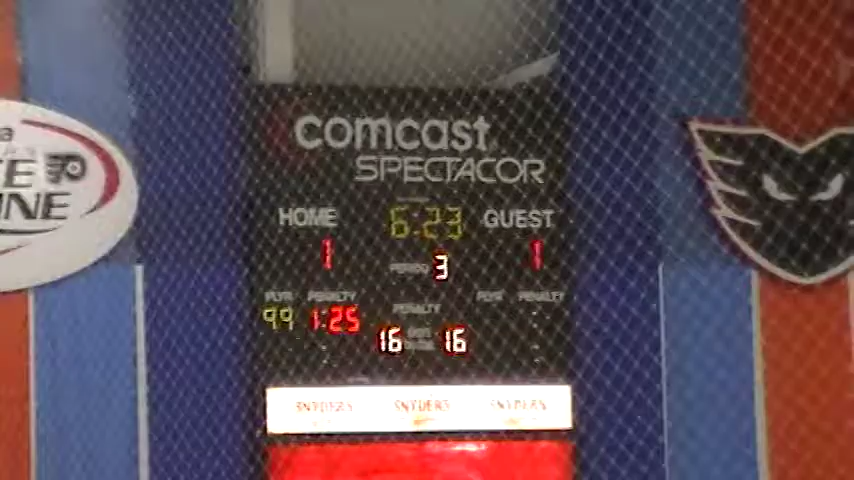 comcast
SPECTACOR
HOME 6:23 GUEST
1 PERIOD 3 1
PLYR PENALTY PENALTY PLYR PENALTY
99 1:25 16 16
SNYDERS SNYDERS SNYDERS